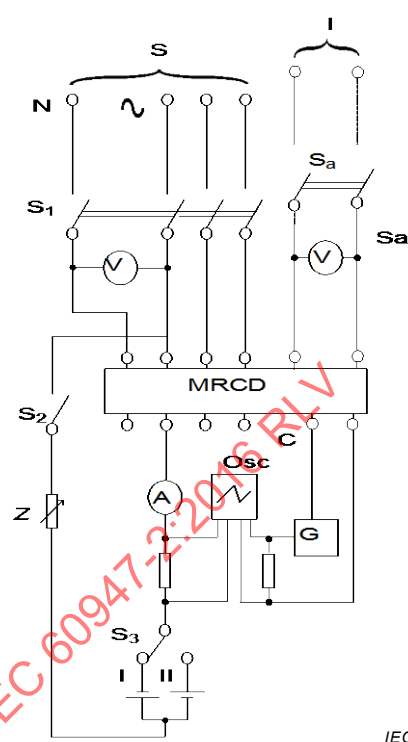 I
S
N
∿
Sa
S1
V
V
Sa
MRCD
S2
C
Osc
A
Z
G
S3
I II
IEC 60947-2:2016 RLV
IEC